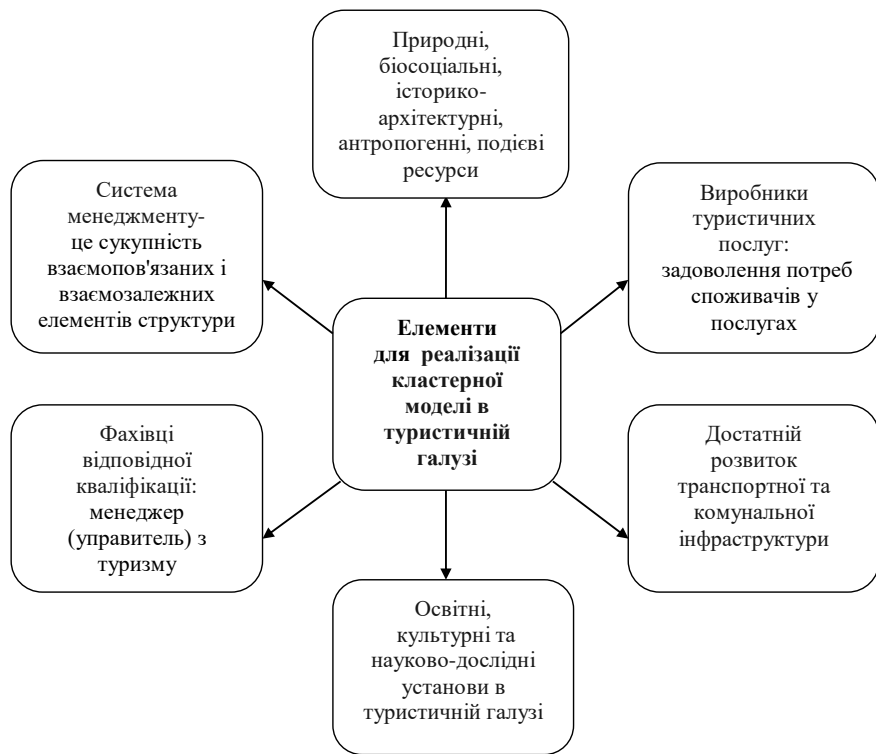 Природні,
біосоціальні,
історико-
архітектурні,
антропогенні, подієві
ресурси
Система
менеджменту-
це сукупність
взаємопов'язаних і
взаємозалежних
елементів структури
Виробники
туристичних
послуг:
задоволення потреб
споживачів у
послугах
Елементи
для реалізації
кластерної
моделі в
туристичній
галузі
Фахівці
відповідної
кваліфікації:
менеджер
(управитель) з
туризму
Достатній
розвиток
транспортної та
комунальної
інфраструктури
Освітні,
культурні та
науково-дослідні
установи в
туристичній галузі